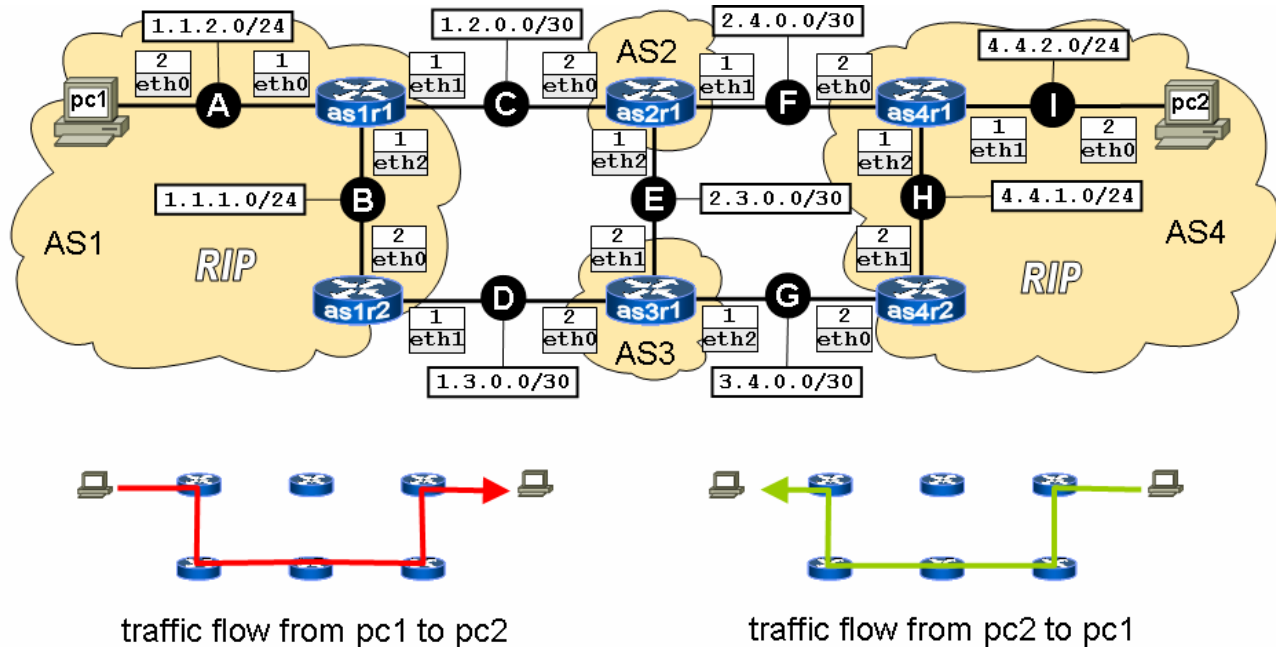 1.1.2.0/24
1.2.0.0/30
2.4.0.0/30
4.4.2.0/24
2
eth0
1
eth0
1
eth1
2
eth0
AS2
1
eth1
2
eth0
pc1
A
as1r1
C
as2r1
F
as4r1
I
pc2
1
eth2
1
eth2
1
eth2
1
eth1
2
eth0
1.1.1.0/24
B
E
2.3.0.0/30
H
4.4.1.0/24
AS1
RIP
2
eth0
2
eth1
2
eth1
RIP
AS4
as1r2
D
as3r1
G
as4r2
1
eth1
2
eth0
AS3
1
eth2
2
eth0
1.3.0.0/30
3.4.0.0/30
traffic flow from pc1 to pc2
traffic flow from pc2 to pc1